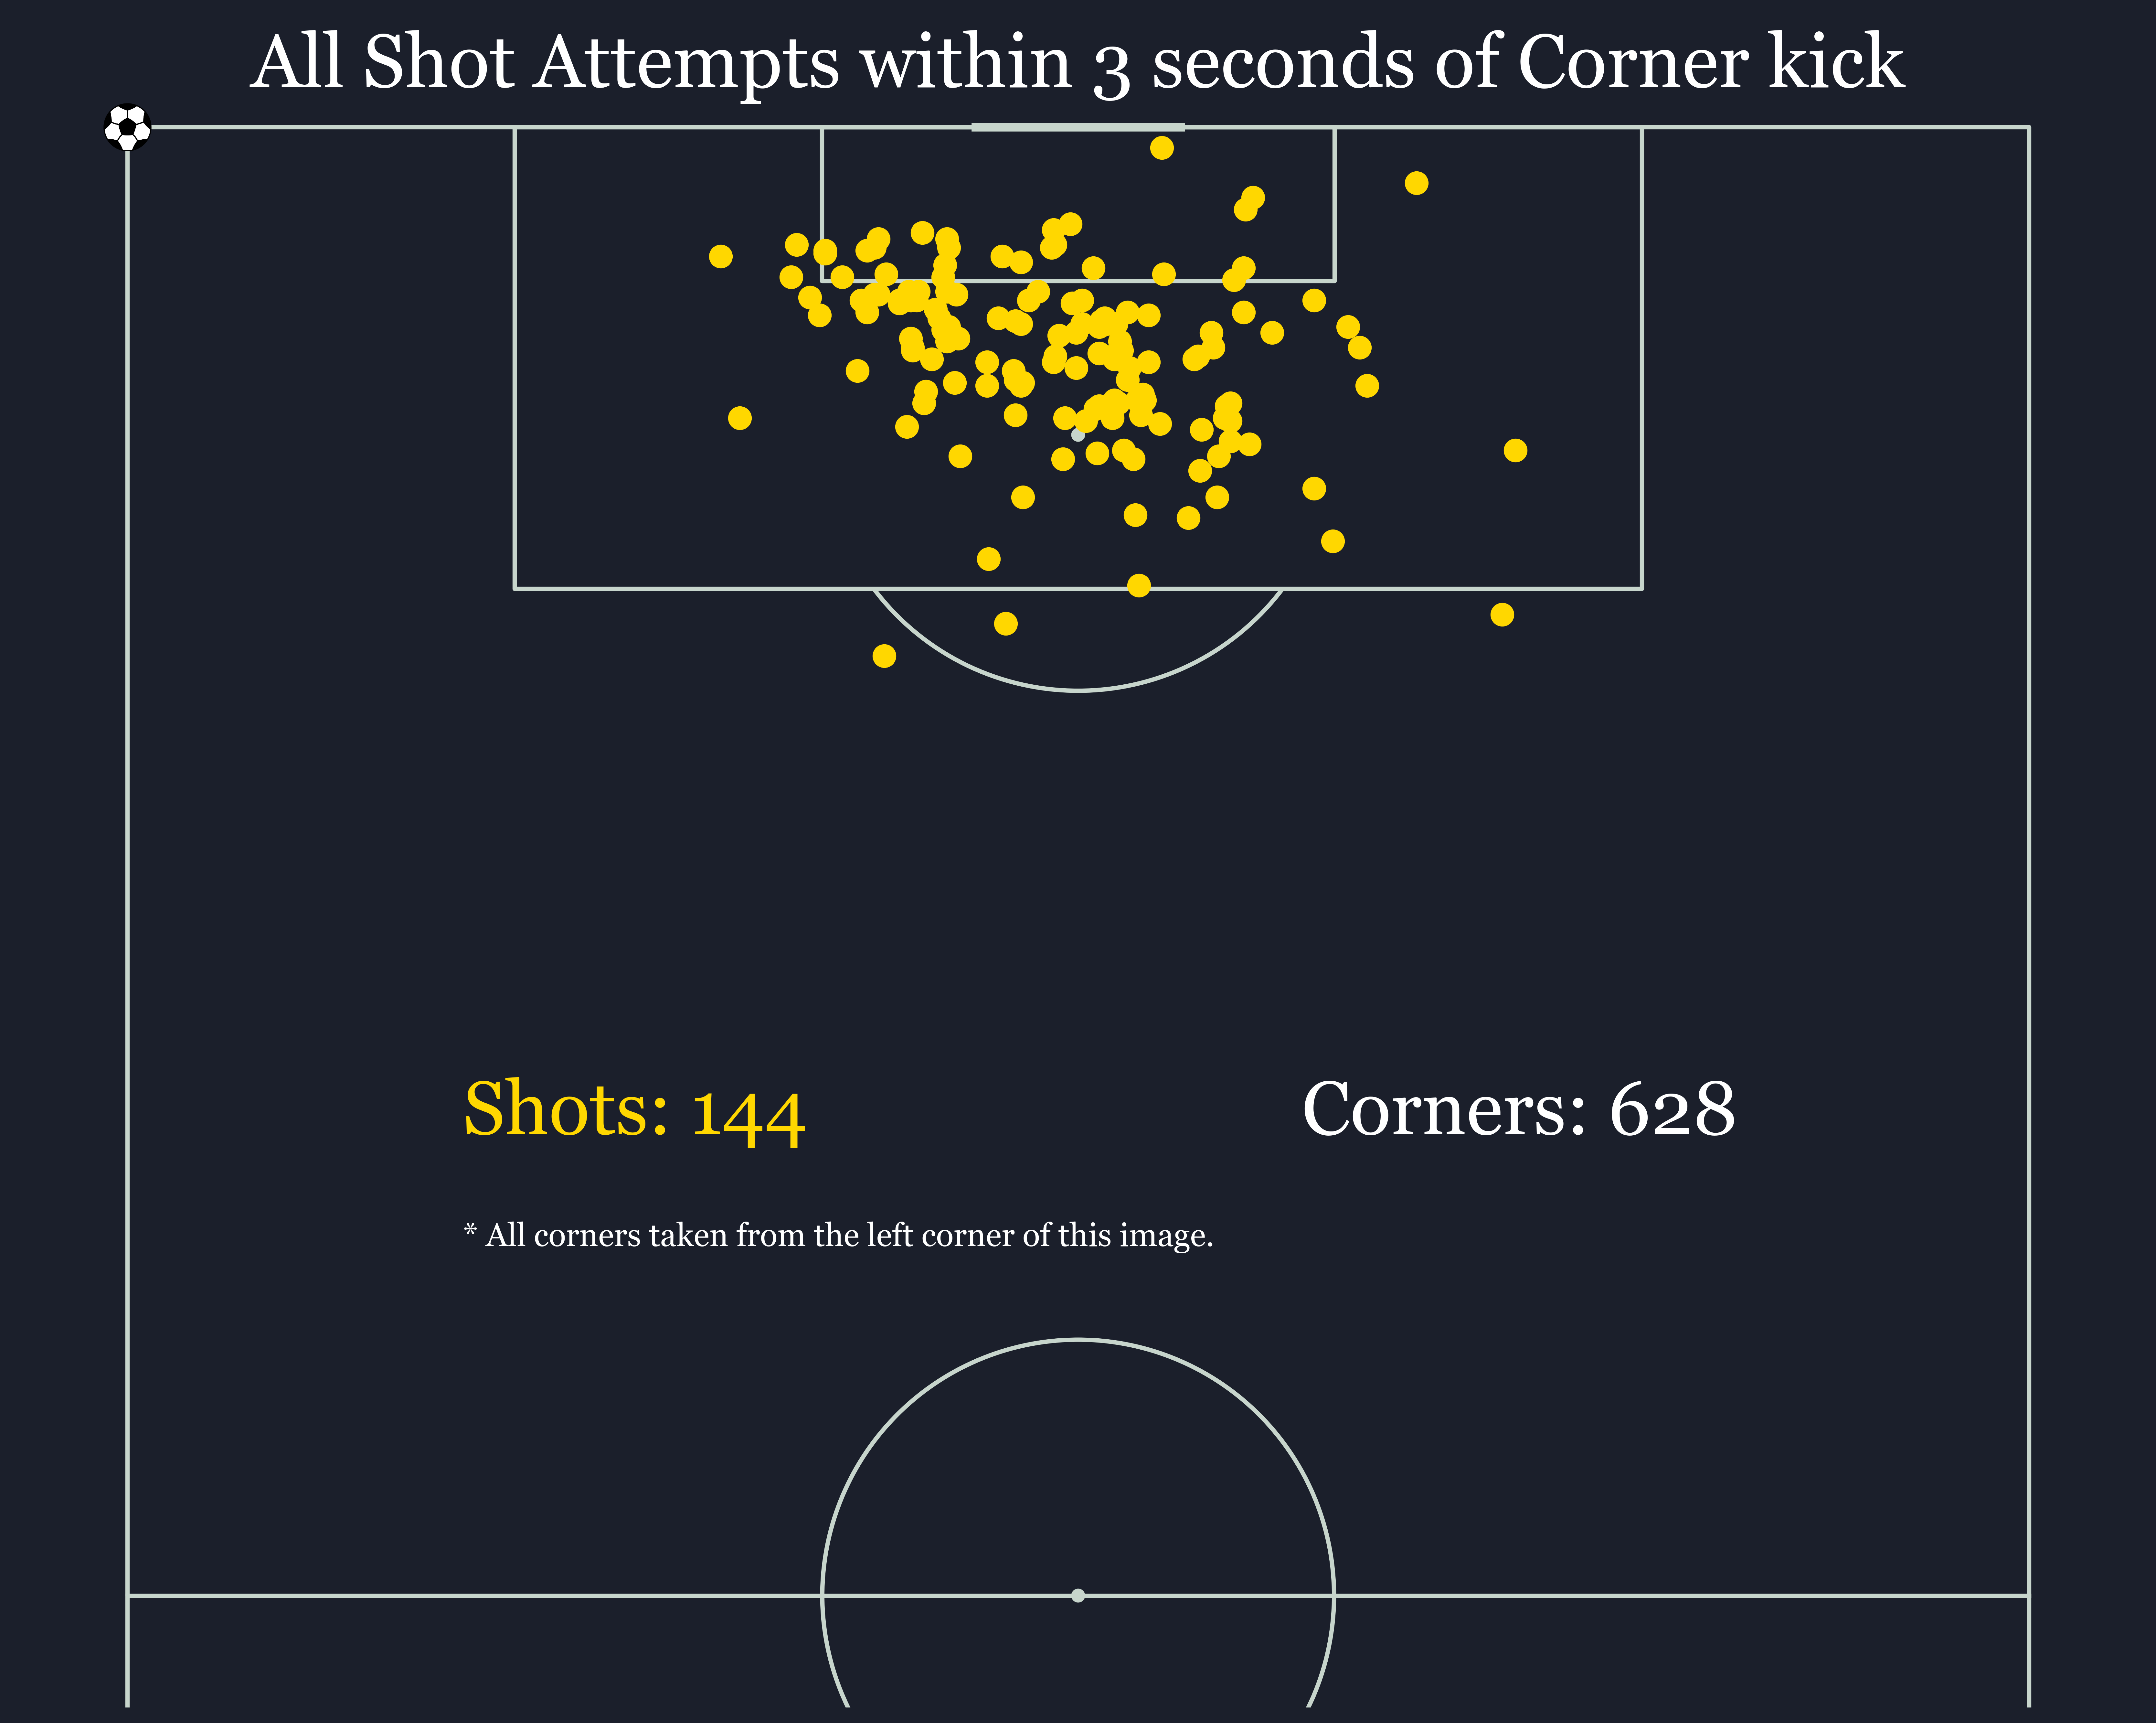 All Shot Attempts within 3 seconds of Corner kick
Shots: 144
Corners: 628
* All corners taken from the left corner of this image.